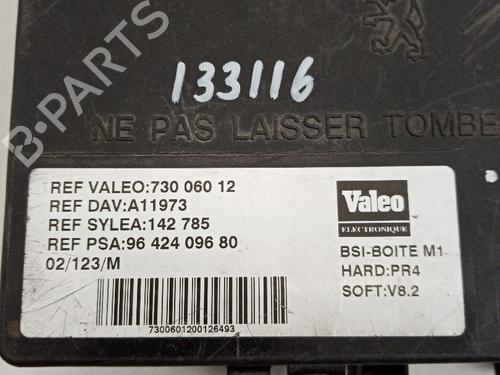 133116
NE PAS LAISSER TOMBE
REF VALEO:730 060 12
REF DAV:A11973
REF SYLEA:142 785
REF PSA:96 424 096 80
02/123/M
7300601200126493
Valeo
ELECTRONIQUE
BSI-BOITE M1
HARD:PR4
SOFT:V8.2
B-PARTS